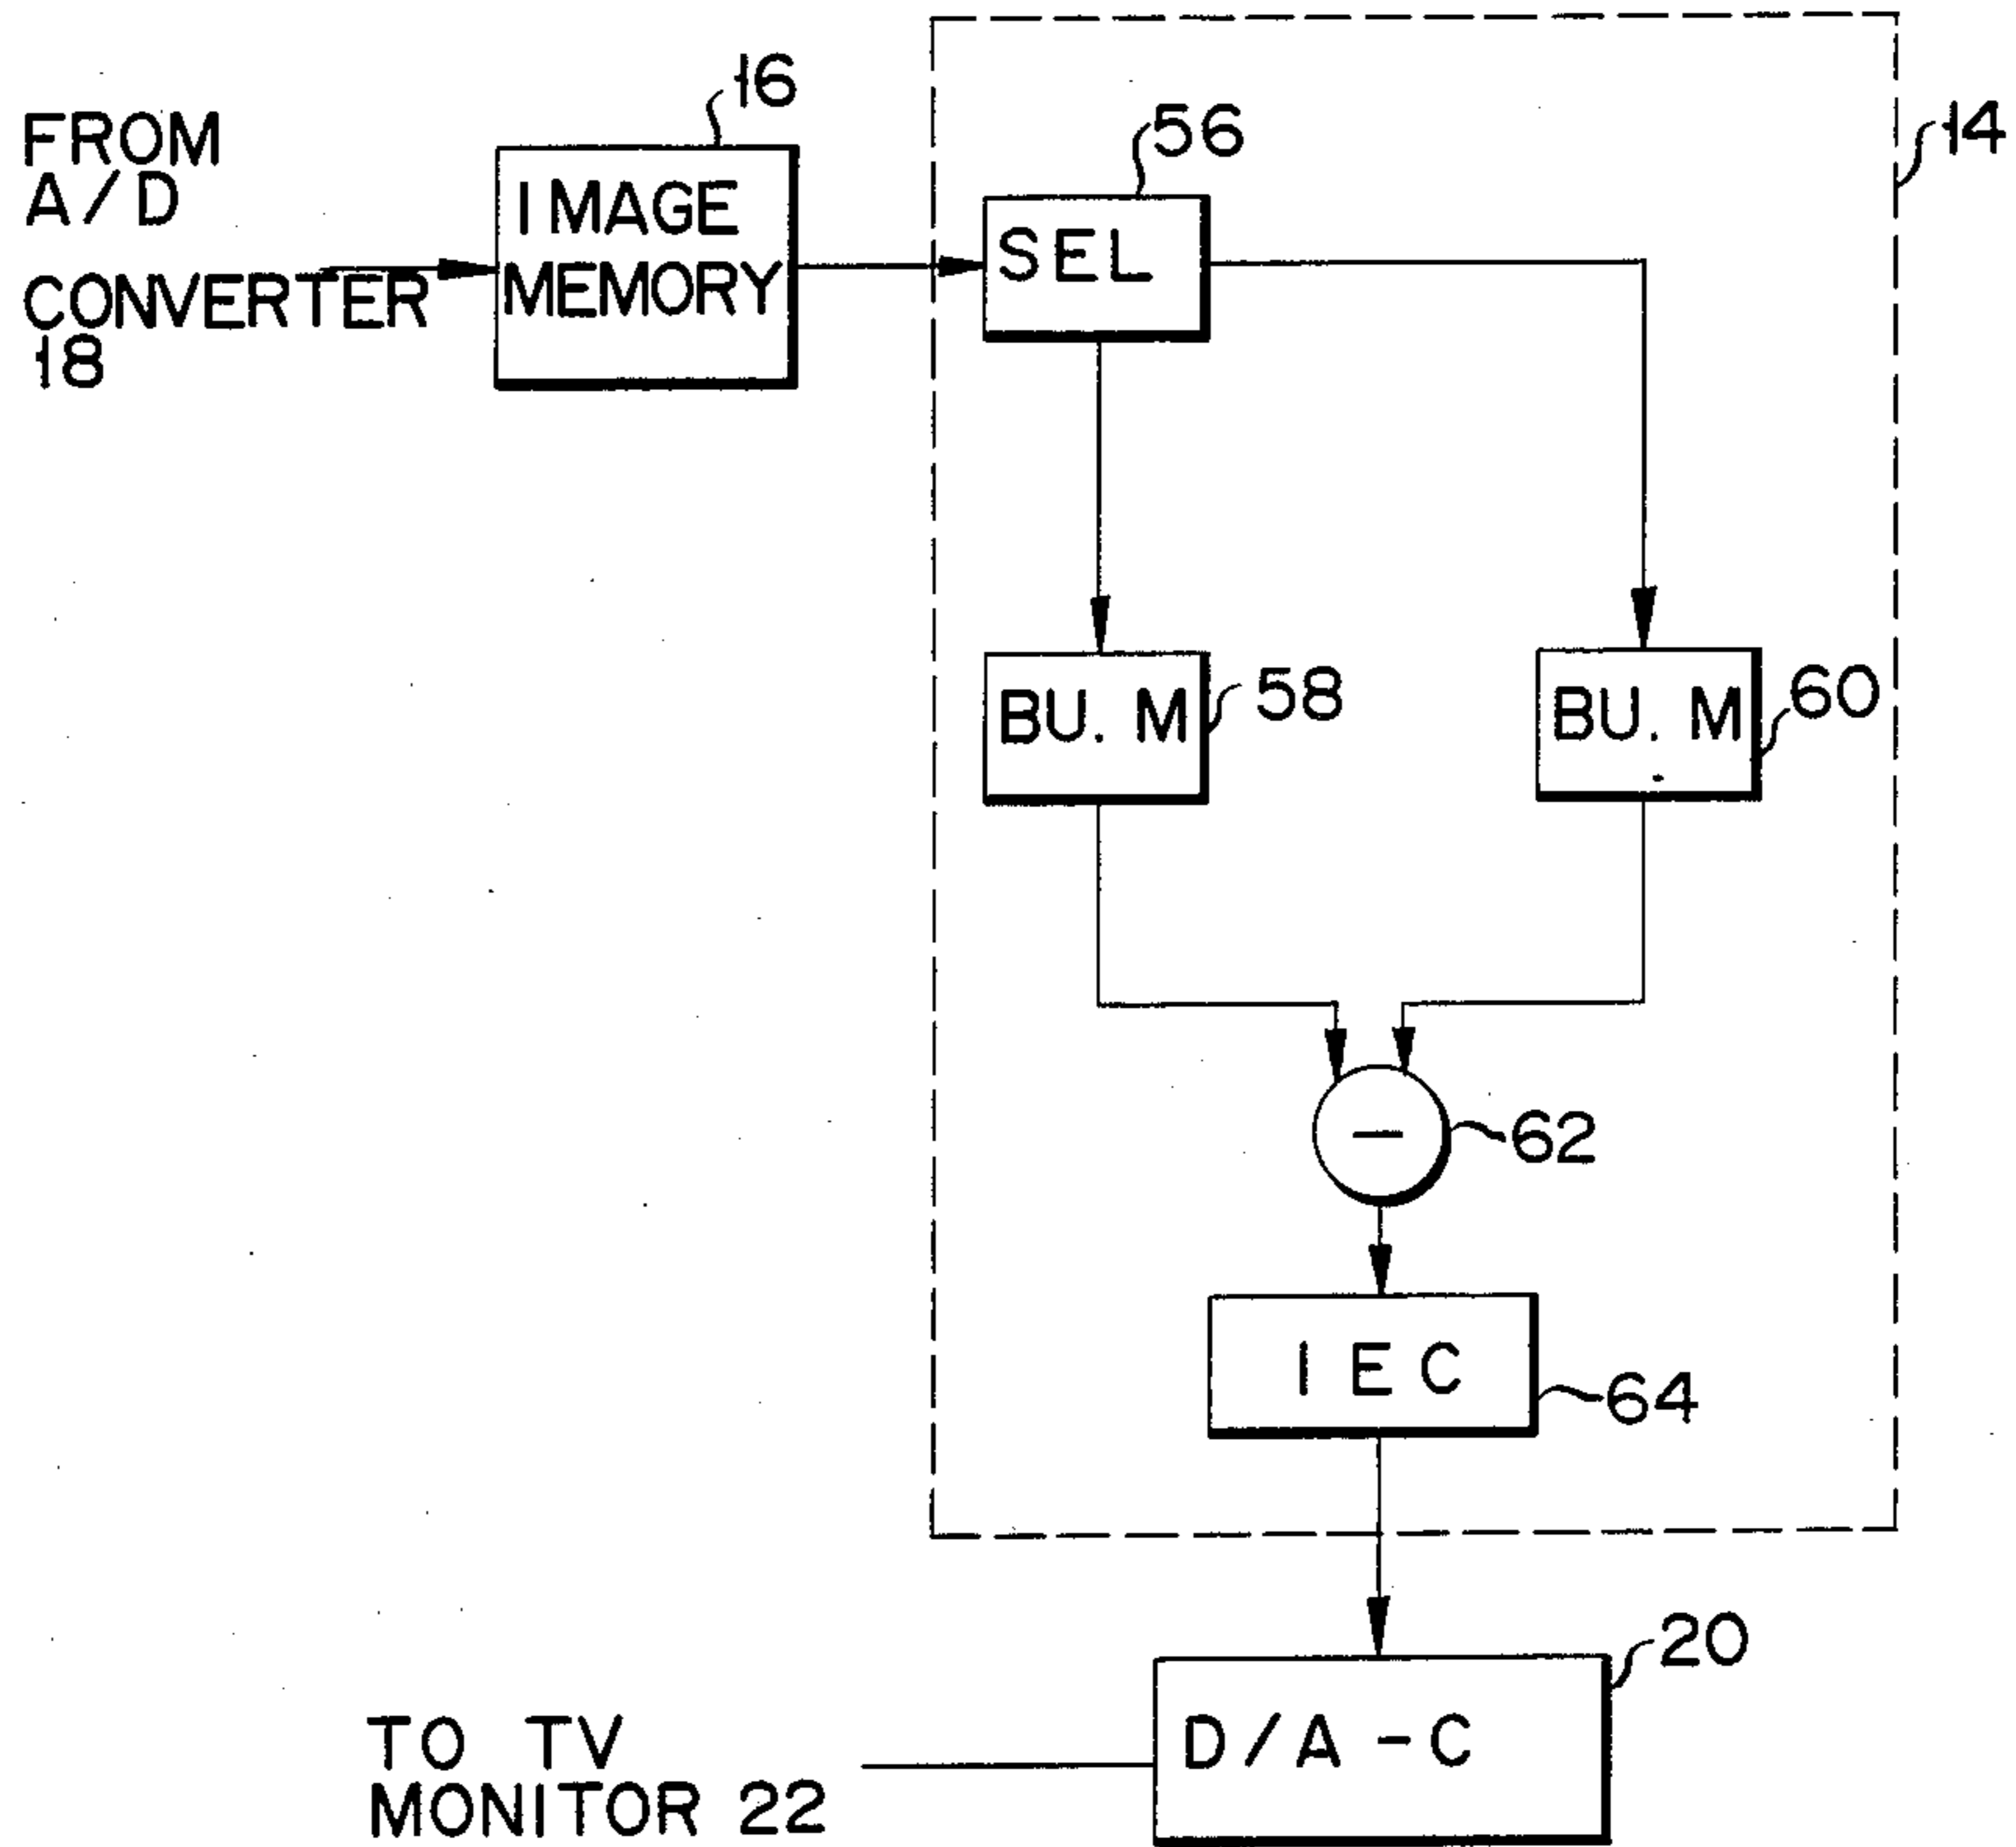 FROM
A/D
CONVERTER
18
16
IMAGE
MEMORY
14
56
SEL
BU. M
58
BU. M
60
−
62
IEC
64
20
D/A-C
TO TV
MONITOR 22